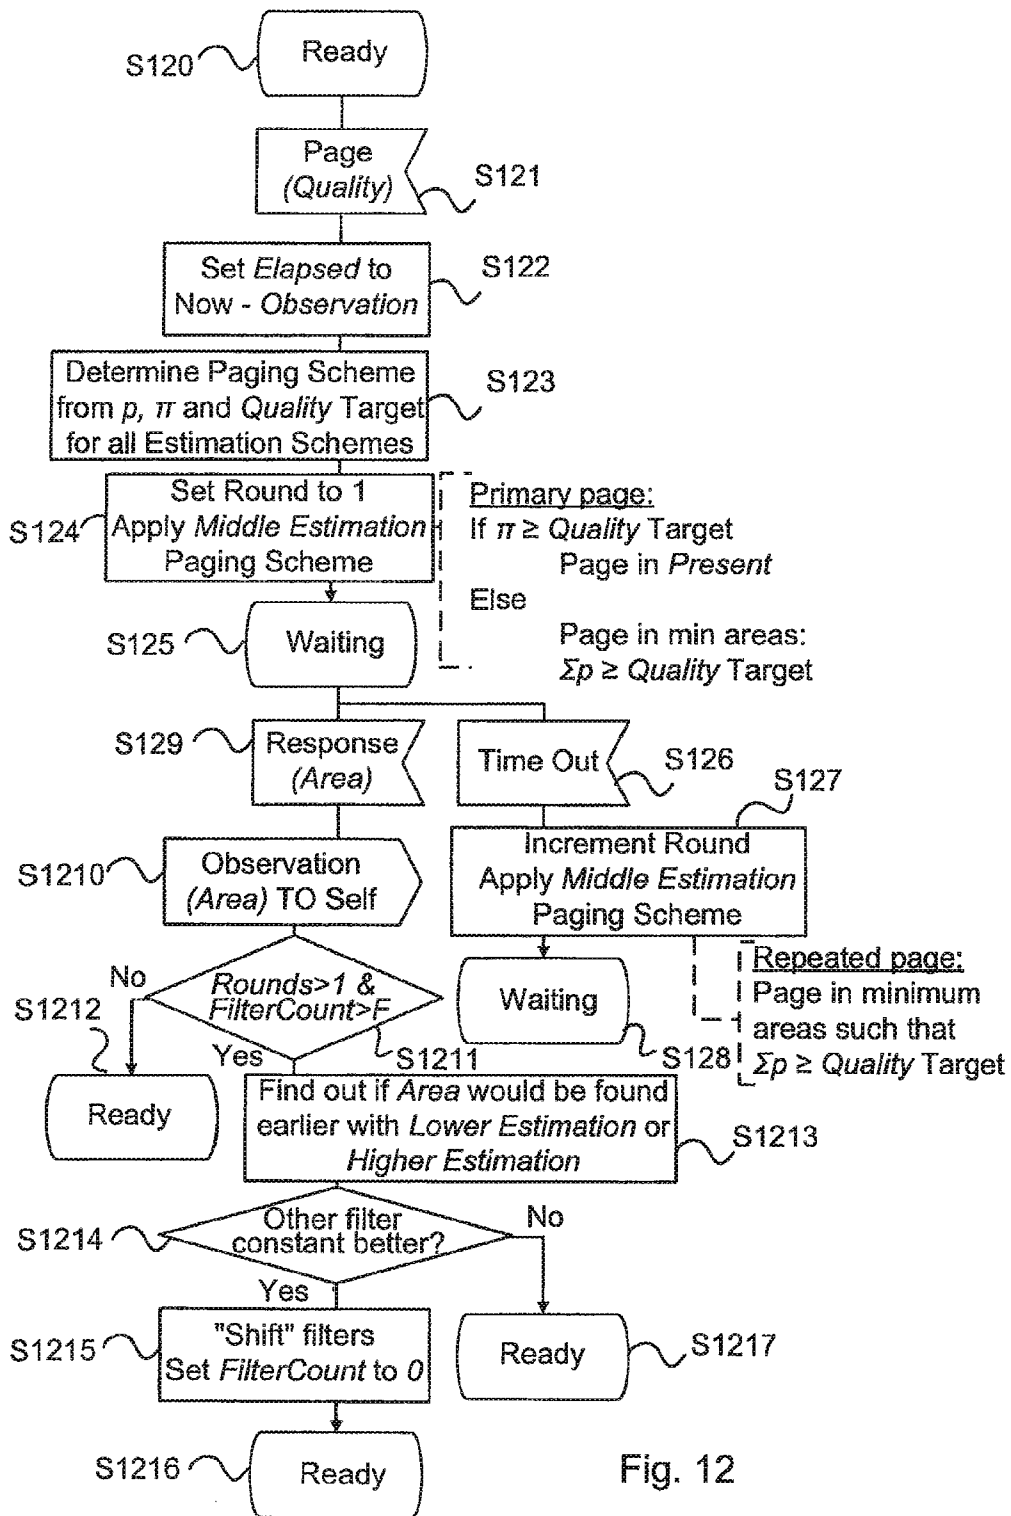 Ready
S120
Page
(Quality)
S121
Set Elapsed to
Now - Observation
S122
Determine Paging Scheme
from p, π and Quality Target
for all Estimation Schemes
S123
Set Round to 1
Apply Middle Estimation
Paging Scheme
S124
Primary page:
If π ≥ Quality Target
Page in Present
Else
Page in min areas:
Σp ≥ Quality Target
Waiting
S125
S129
Response
(Area)
Time Out
S126
S127
S1210
Observation
(Area) TO Self
Increment Round
Apply Middle Estimation
Paging Scheme
No
Rounds>1 &
FilterCount>F
S1212
Yes
S1211
Waiting
S128
Repeated page:
Page in minimum
areas such that
Σp ≥ Quality Target
Ready
Find out if Area would be found
earlier with Lower Estimation or
Higher Estimation
S1213
S1214
Other filter
constant better?
No
Yes
S1215
"Shift" filters
Set FilterCount to 0
Ready
S1217
S1216
Ready
Fig. 12